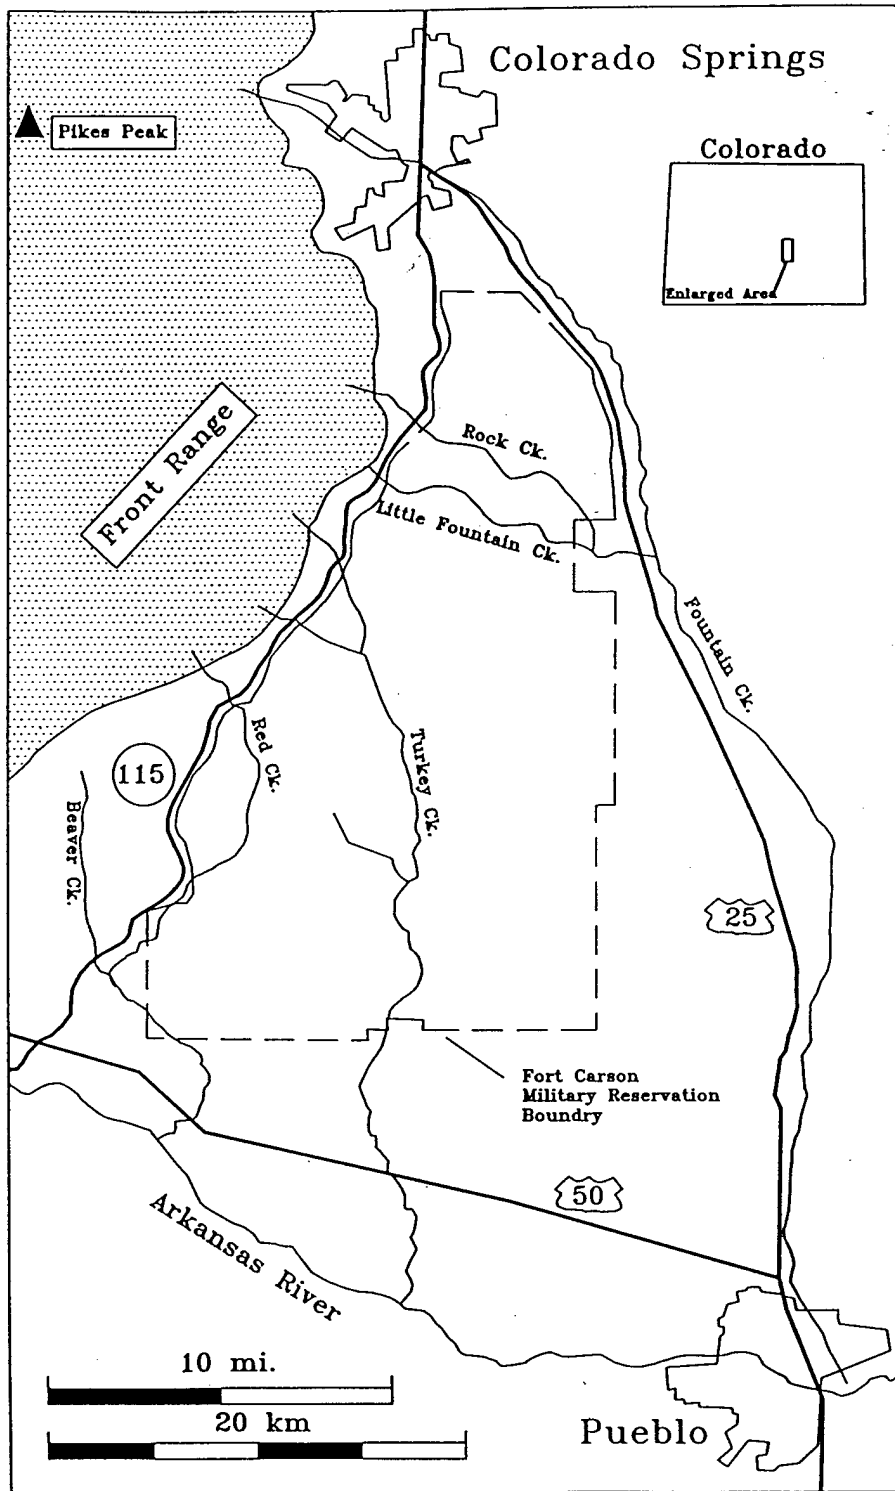 Colorado Springs
Pikes Peak
Colorado
Enlarged Area
Front Range
Rock Ck.
Little Fountain Ck.
Fountain Ck.
Red Ck.
Turkey Ck.
115
Beaver Ck.
25
Fort Carson
Military Reservation
Boundry
50
Arkansas River
10 mi.
20 km
Pueblo